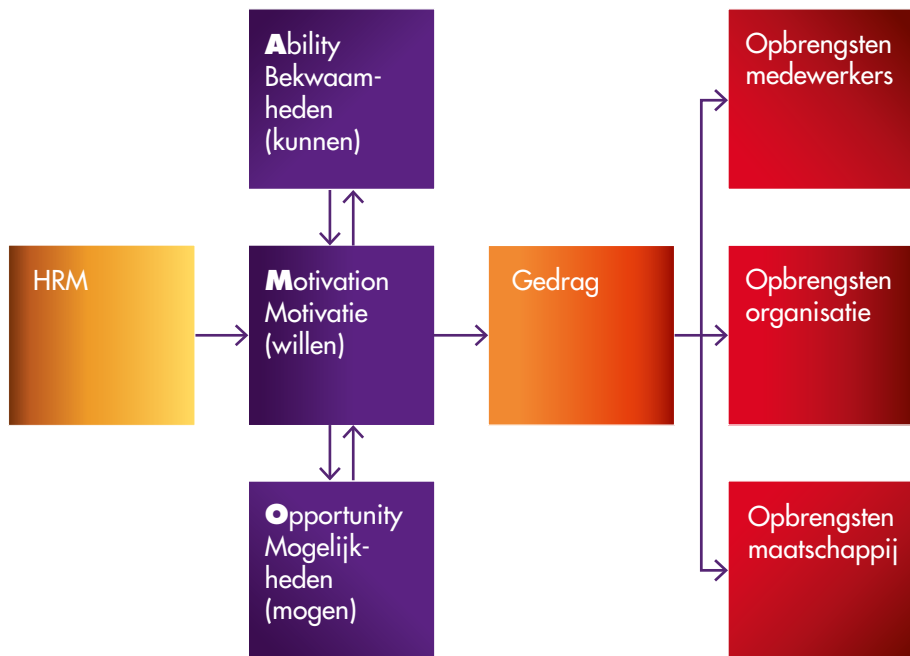 Ability
Bekwaam-
heden
(kunnen)
Opbrengsten
medewerkers
HRM
Motivation
Motivatie
(willen)
Gedrag
Opbrengsten
organisatie
Opportunity
Mogelijk-
heden
(mogen)
Opbrengsten
maatschappij